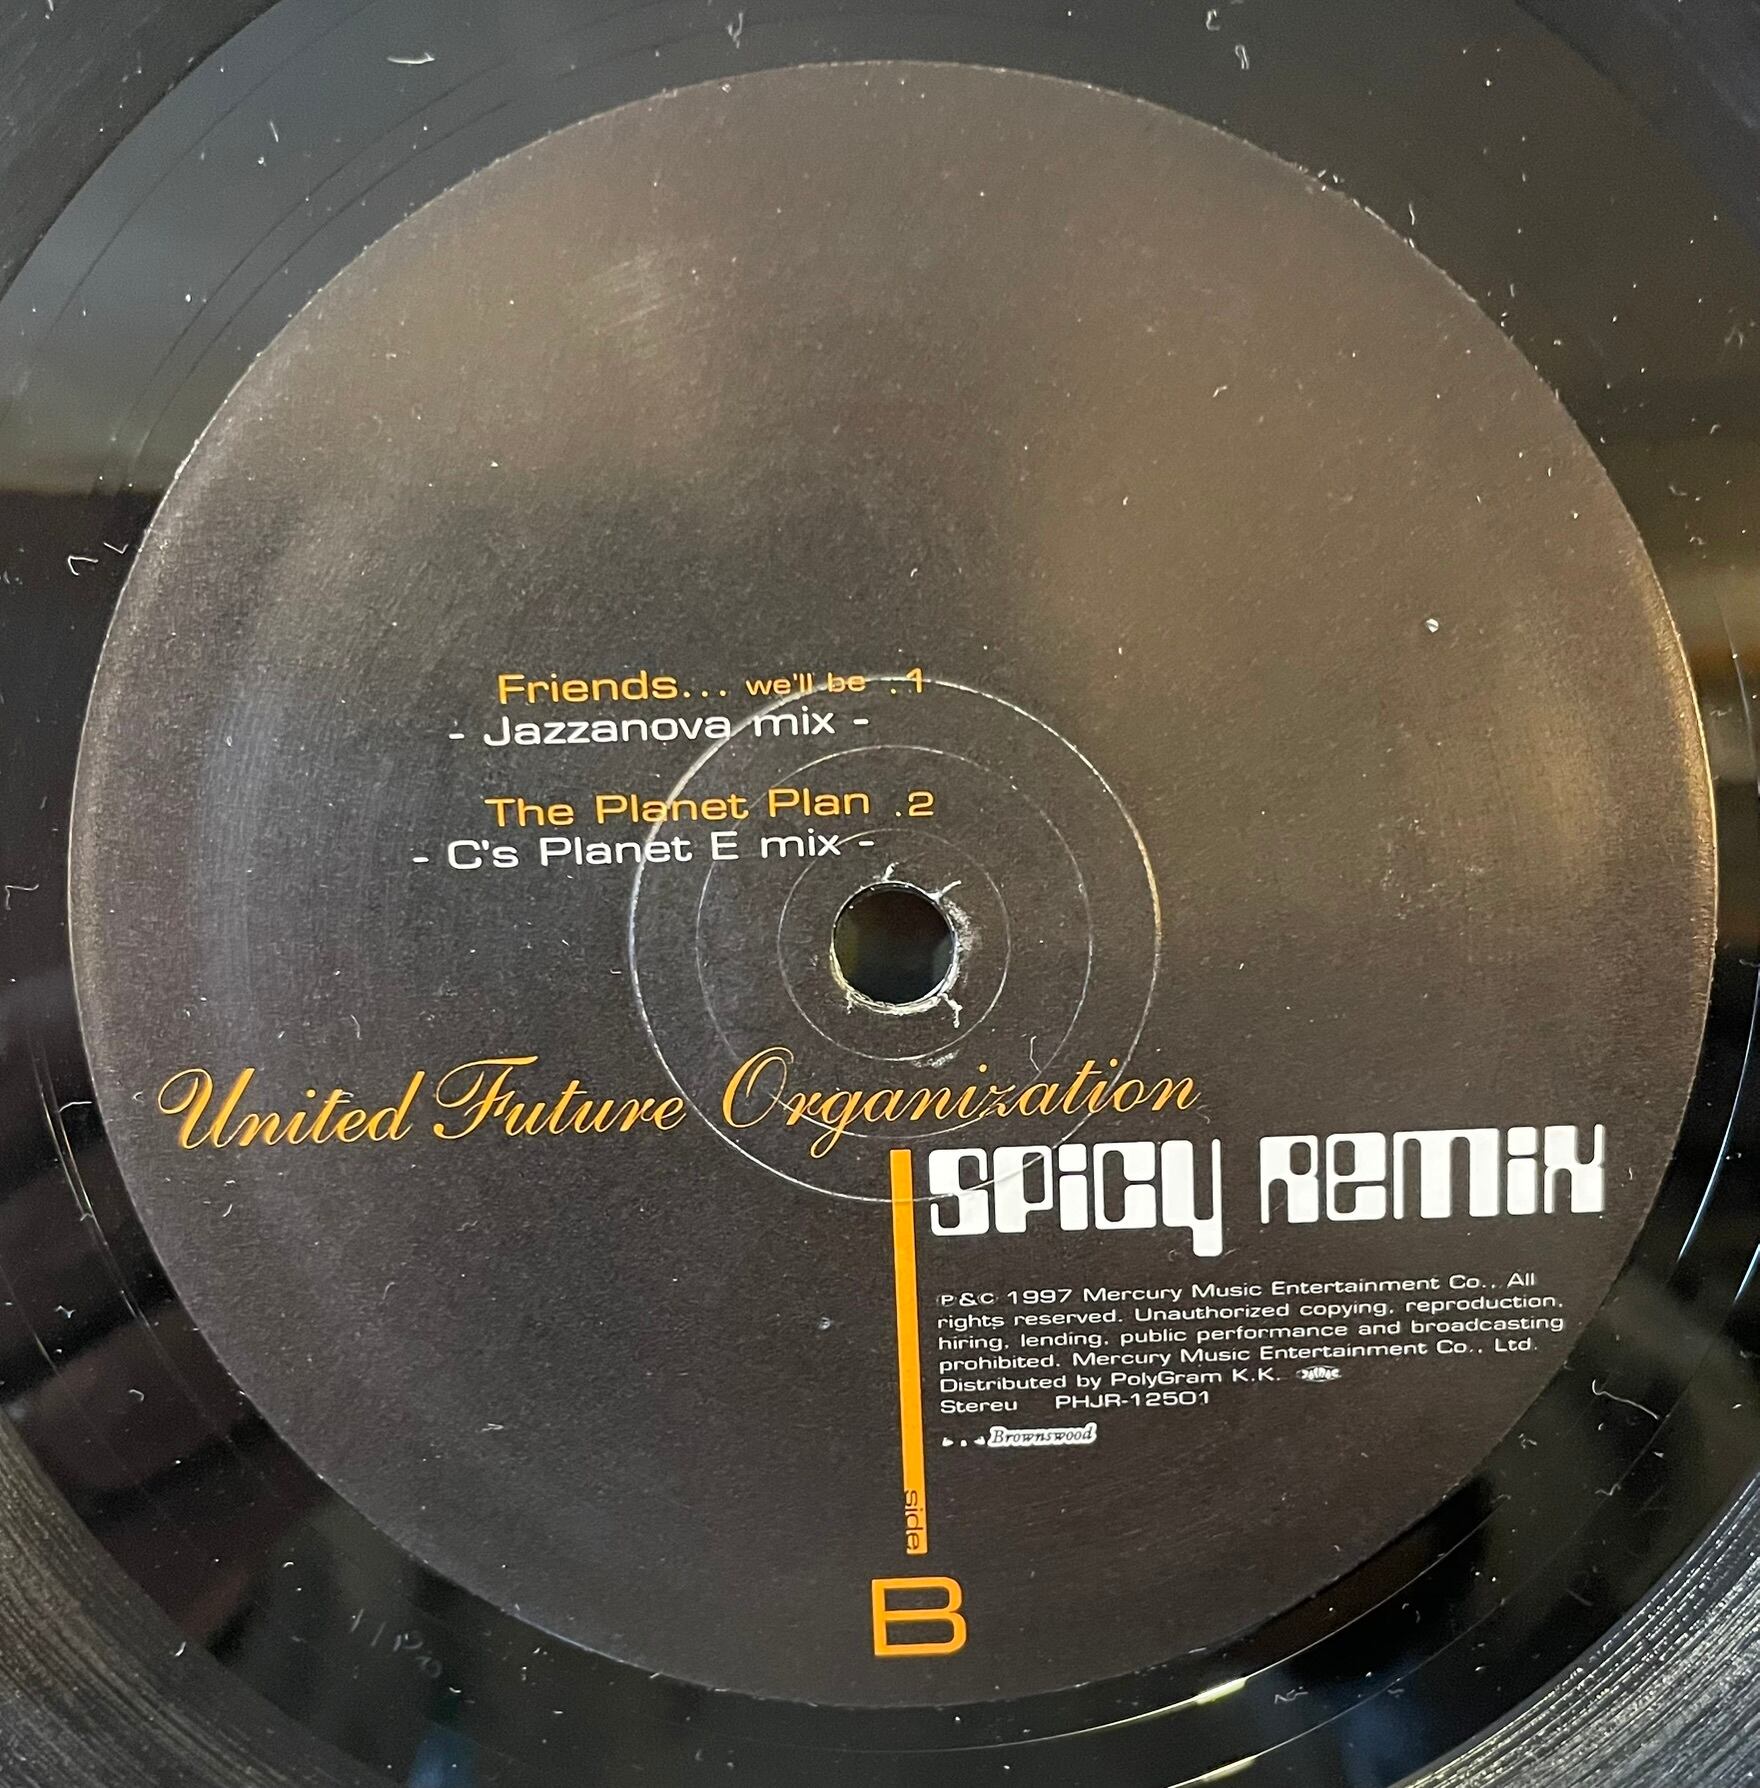 Friends... we'll be .1
- Jazzanova mix -
The Planet Plan .2
- C's Planet E mix -
United Future Organization
SPiCy REMiX
P&C 1997 Mercury Music Entertainment Co., All
rights reserved. Unauthorized copying, reproduction,
hiring, lending, public performance and broadcasting
prohibited. Mercury Music Entertainment Co., Ltd.
Distributed by PolyGram K.K.
Stereu PHJR-12501
Brownswood
side
B